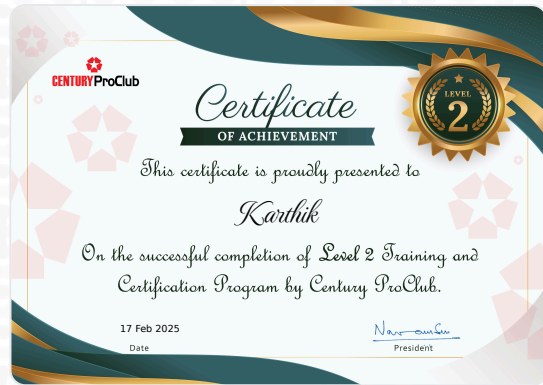 CENTURY ProClub
Certificate
OF ACHIEVEMENT
LEVEL
2
This certificate is proudly presented to
Karthik
On the successful completion of Level 2 Training and
Certification Program by Century ProClub.
17 Feb 2025
Date
President